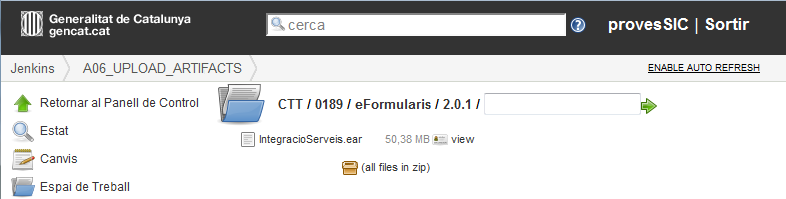 Generalitat de Catalunya
gencat.cat
cerca
provesSIC | Sortir
Jenkins A06_UPLOAD_ARTIFACTS
ENABLE AUTO REFRESH
Retornar al Panell de Control
Estat
Canvis
Espai de Treball
CTT / 0189 / eFormularis / 2.0.1 /
IntegracioServeis.ear 50,38 MB view
(all files in zip)